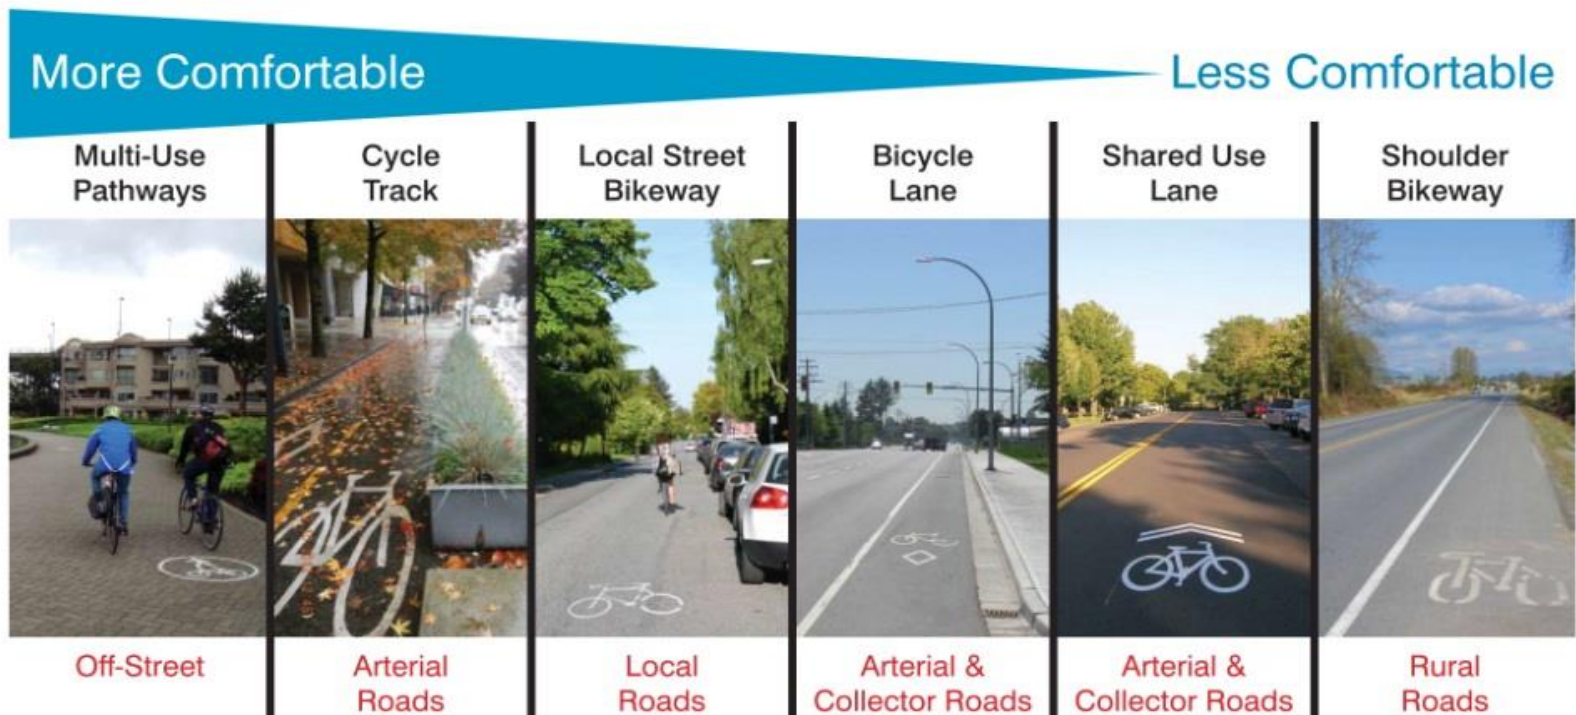 More Comfortable
Less Comfortable
Multi-Use
Pathways
Cycle
Track
Local Street
Bikeway
Bicycle
Lane
Shared Use
Lane
Shoulder
Bikeway
Off-Street
Arterial
Roads
Local
Roads
Arterial &
Collector Roads
Arterial &
Collector Roads
Rural
Roads